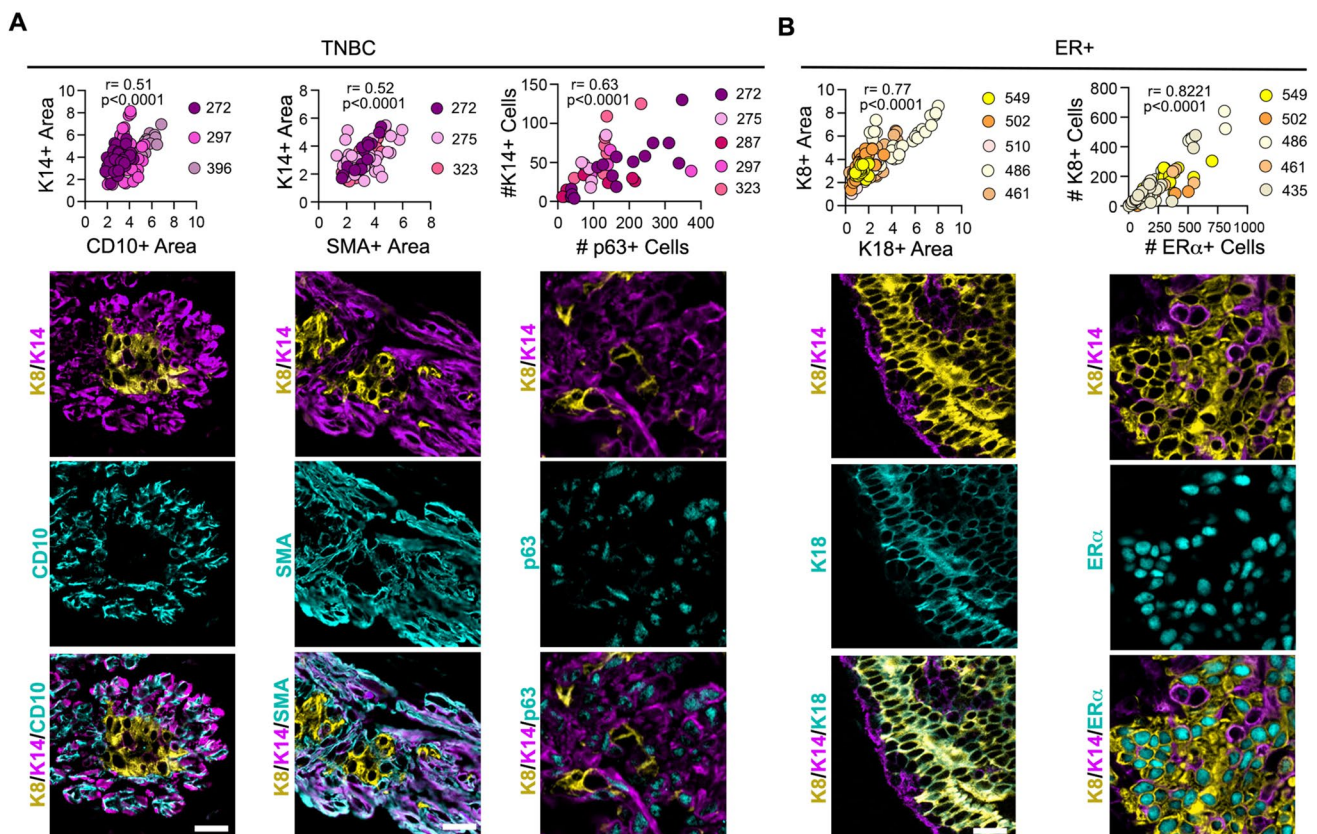 A
TNBC
r= 0.51
p<0.0001
K14+ Area
10
8
6
4
2
0
0 2 4 6 8 10
CD10+ Area
272
297
396
r= 0.52
p<0.0001
K14+ Area
8
6
4
2
0
0 2 4 6 8
SMA+ Area
272
275
323
r= 0.63
p<0.0001
#K14+ Cells
150
100
50
0
0 100 200 300 400
# p63+ Cells
272
275
287
297
323
K8/K14
K8/K14
K8/K14
CD10
SMA
p63
K8/K14/CD10
K8/K14/SMA
K8/K14/p63
B
ER+
r= 0.77
p<0.0001
K8+ Area
10
8
6
4
2
0
0 2 4 6 8 10
K18+ Area
549
502
510
486
461
r= 0.8221
p<0.0001
# K8+ Cells
800
600
400
200
0
0 250 500 750 1000
# ERα+ Cells
549
502
486
461
435
K8/K14
K8/K14
K18
ERα
K8/K14/K18
K8/K14/ERα